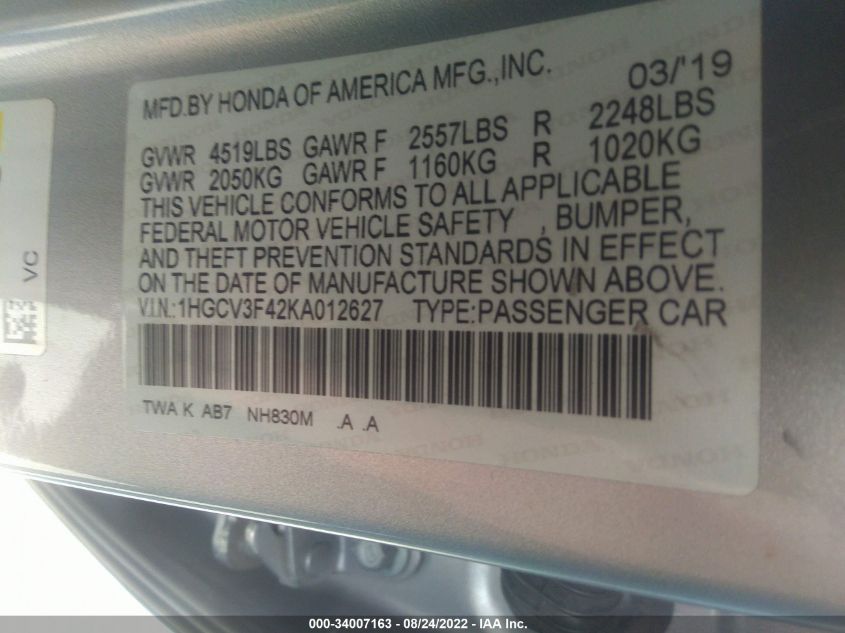 MFD.BY HONDA OF AMERICA MFG.,INC. 03/'19
GVWR 4519LBS GAWR F 2557LBS R 2248LBS
GVWR 2050KG GAWR F 1160KG R 1020KG
THIS VEHICLE CONFORMS TO ALL APPLICABLE
FEDERAL MOTOR VEHICLE SAFETY , BUMPER,
AND THEFT PREVENTION STANDARDS IN EFFECT
ON THE DATE OF MANUFACTURE SHOWN ABOVE.
V.I.N.:1HGCV3F42KA012627 TYPE:PASSENGER CAR
TWA K AB7 NH830M .A .A
VC
000-34007163 - 08/24/2022 - IAA Inc.